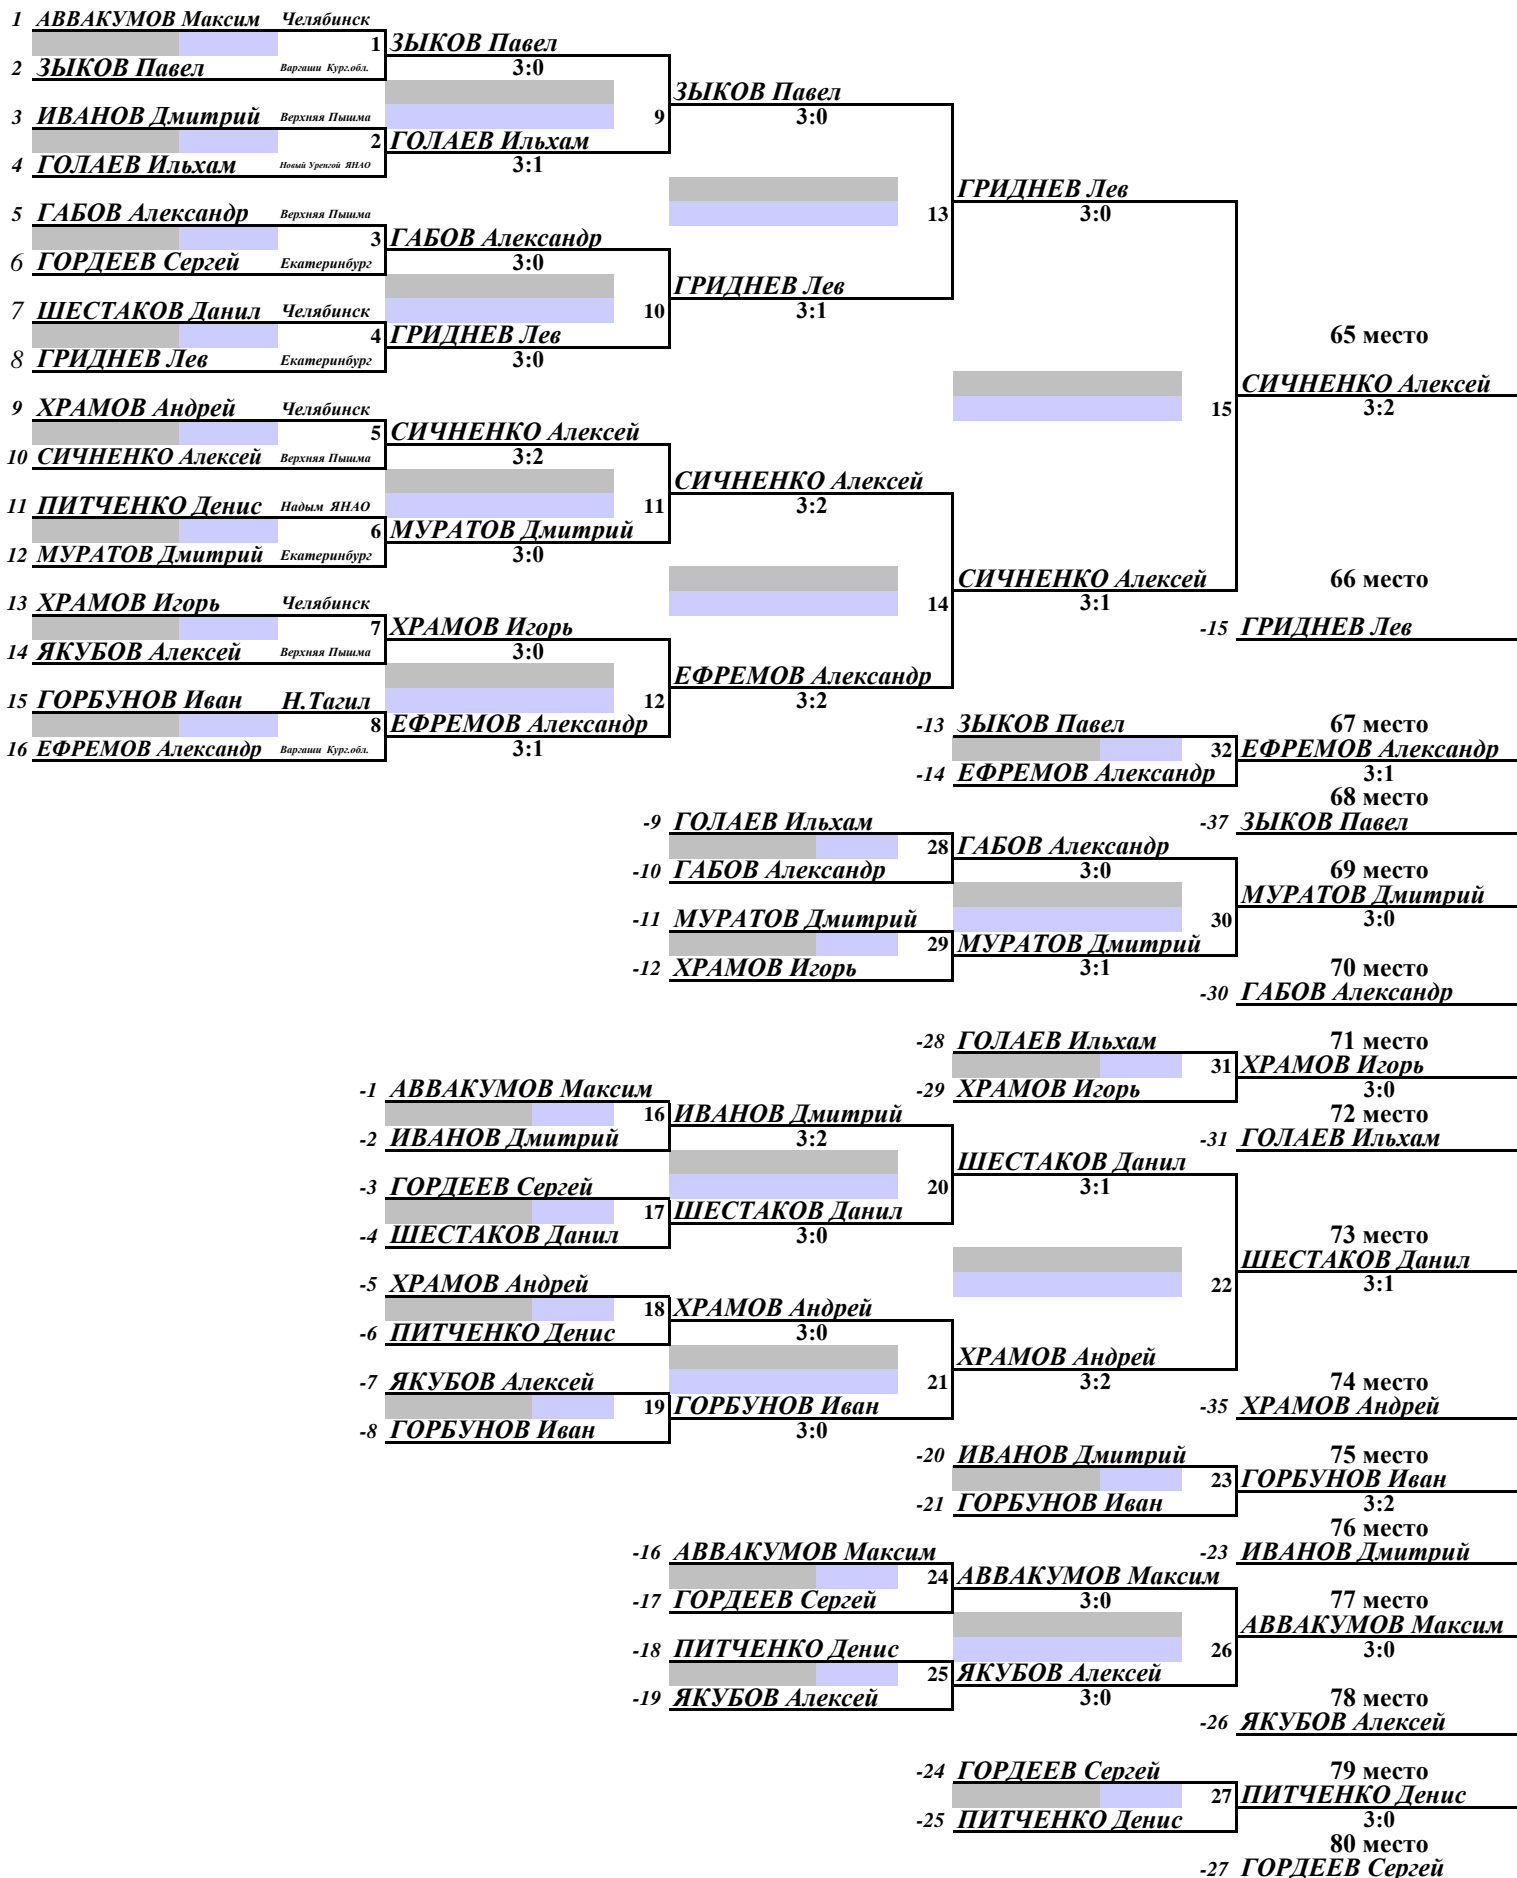 1 АВВАКУМОВ Максим Челябинск
1 ЗЫКОВ Павел
2 ЗЫКОВ Павел Варгаши Кург.обл. 3:0
ЗЫКОВ Павел
3 ИВАНОВ Дмитрий Верхняя Пышма 9 3:0
2 ГОЛАЕВ Ильхам
4 ГОЛАЕВ Ильхам Новый Уренгой ЯНАО 3:1
ГРИДНЕВ Лев
5 ГАБОВ Александр Верхняя Пышма 13 3:0
3 ГАБОВ Александр
6 ГОРДЕЕВ Сергей Екатеринбург 3:0
ГРИДНЕВ Лев
7 ШЕСТАКОВ Данил Челябинск 10 3:1
4 ГРИДНЕВ Лев 65 место
8 ГРИДНЕВ Лев Екатеринбург 3:0
СИЧНЕНКО Алексей
9 ХРАМОВ Андрей Челябинск 15 3:2
5 СИЧНЕНКО Алексей
10 СИЧНЕНКО Алексей Верхняя Пышма 3:2
СИЧНЕНКО Алексей
11 ПИТЧЕНКО Денис Надым ЯНАО 11 3:2
6 МУРАТОВ Дмитрий
12 МУРАТОВ Дмитрий Екатеринбург 3:0
СИЧНЕНКО Алексей 66 место
13 ХРАМОВ Игорь Челябинск 14 3:1
7 ХРАМОВ Игорь -15 ГРИДНЕВ Лев
14 ЯКУБОВ Алексей Верхняя Пышма 3:0
ЕФРЕМОВ Александр
15 ГОРБУНОВ Иван Н.Тагил 12 3:2
8 ЕФРЕМОВ Александр -13 ЗЫКОВ Павел 67 место
16 ЕФРЕМОВ Александр Варгаши Кург.обл. 3:1 32 ЕФРЕМОВ Александр
-14 ЕФРЕМОВ Александр 3:1
68 место
-9 ГОЛАЕВ Ильхам -37 ЗЫКОВ Павел
28 ГАБОВ Александр
-10 ГАБОВ Александр 3:0 69 место
МУРАТОВ Дмитрий
-11 МУРАТОВ Дмитрий 30 3:0
29 МУРАТОВ Дмитрий
-12 ХРАМОВ Игорь 3:1 70 место
-30 ГАБОВ Александр
-28 ГОЛАЕВ Ильхам 71 место
31 ХРАМОВ Игорь
-1 АВВАКУМОВ Максим -29 ХРАМОВ Игорь 3:0
16 ИВАНОВ Дмитрий 72 место
-2 ИВАНОВ Дмитрий 3:2 -31 ГОЛАЕВ Ильхам
ШЕСТАКОВ Данил
-3 ГОРДЕЕВ Сергей 20 3:1
17 ШЕСТАКОВ Данил
-4 ШЕСТАКОВ Данил 3:0 73 место
ШЕСТАКОВ Данил
-5 ХРАМОВ Андрей 22 3:1
18 ХРАМОВ Андрей
-6 ПИТЧЕНКО Денис 3:0
ХРАМОВ Андрей
-7 ЯКУБОВ Алексей 21 3:2 74 место
19 ГОРБУНОВ Иван -35 ХРАМОВ Андрей
-8 ГОРБУНОВ Иван 3:0
-20 ИВАНОВ Дмитрий 75 место
23 ГОРБУНОВ Иван
-21 ГОРБУНОВ Иван 3:2
76 место
-16 АВВАКУМОВ Максим -23 ИВАНОВ Дмитрий
24 АВВАКУМОВ Максим
-17 ГОРДЕЕВ Сергей 3:0 77 место
АВВАКУМОВ Максим
-18 ПИТЧЕНКО Денис 26 3:0
25 ЯКУБОВ Алексей
-19 ЯКУБОВ Алексей 3:0 78 место
-26 ЯКУБОВ Алексей
-24 ГОРДЕЕВ Сергей 79 место
27 ПИТЧЕНКО Денис
-25 ПИТЧЕНКО Денис 3:0
80 место
-27 ГОРДЕЕВ Сергей